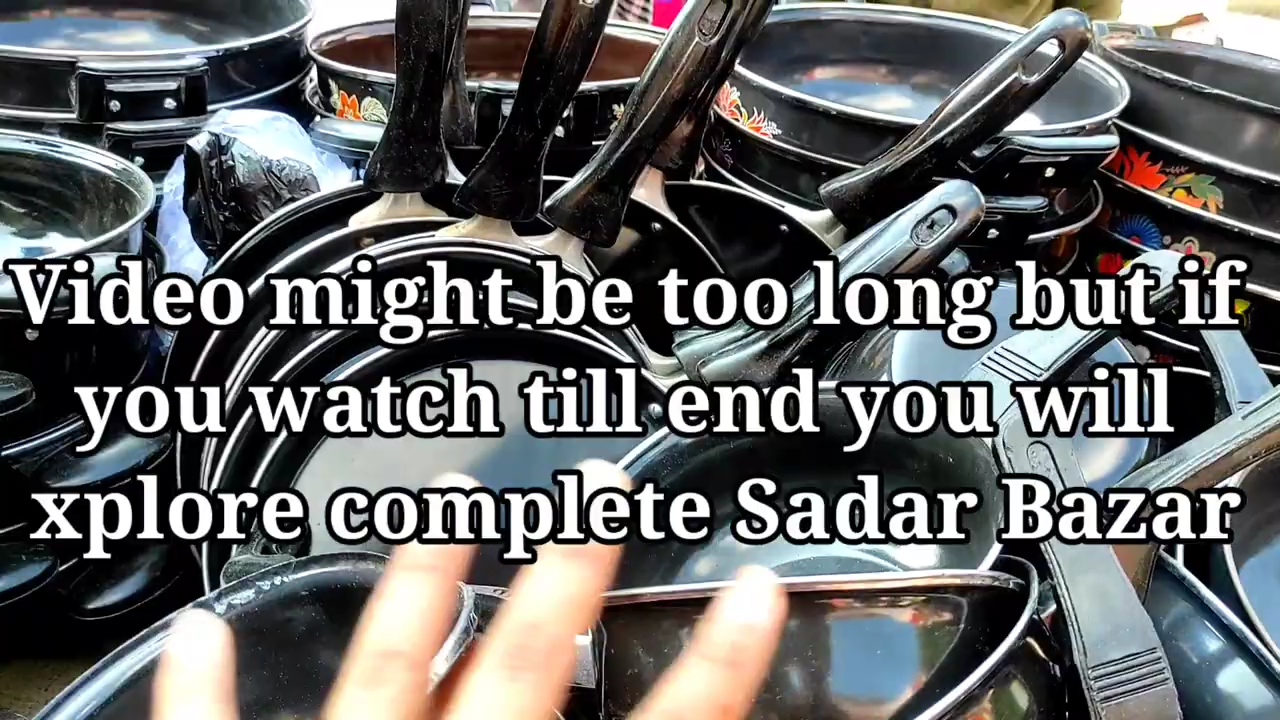 Video might be too long but if
you watch till end you will
xplore complete Sadar Bazar